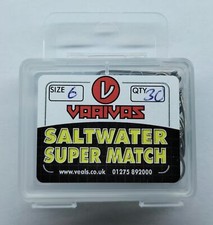 SIZE 6 QTY 30
V
VARIVAS
SALTWATER
SUPER MATCH
www.veals.co.uk 01275 892000